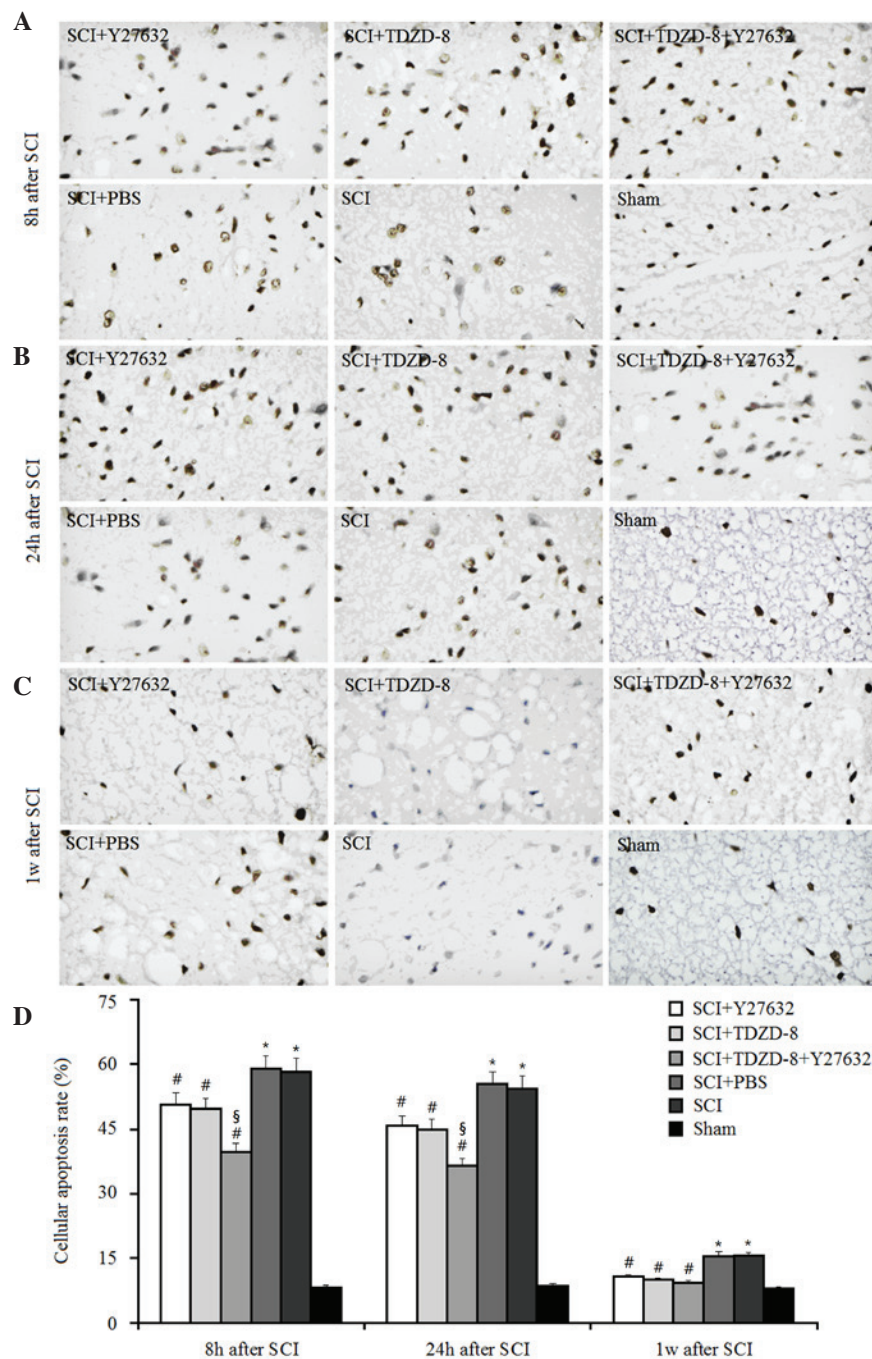 A
SCI+Y27632
SCI+TDZD-8
SCI+TDZD-8+Y27632
8h after SCI
SCI+PBS
SCI
Sham
B
SCI+Y27632
SCI+TDZD-8
SCI+TDZD-8+Y27632
24h after SCI
SCI+PBS
SCI
Sham
C
SCI+Y27632
SCI+TDZD-8
SCI+TDZD-8+Y27632
1w after SCI
SCI+PBS
SCI
Sham
D
Cellular apoptosis rate (%)
75
60
45
30
15
0
# # § # * *
# # § # * *
# # # * *
SCI+Y27632
SCI+TDZD-8
SCI+TDZD-8+Y27632
SCI+PBS
SCI
Sham
8h after SCI
24h after SCI
1w after SCI